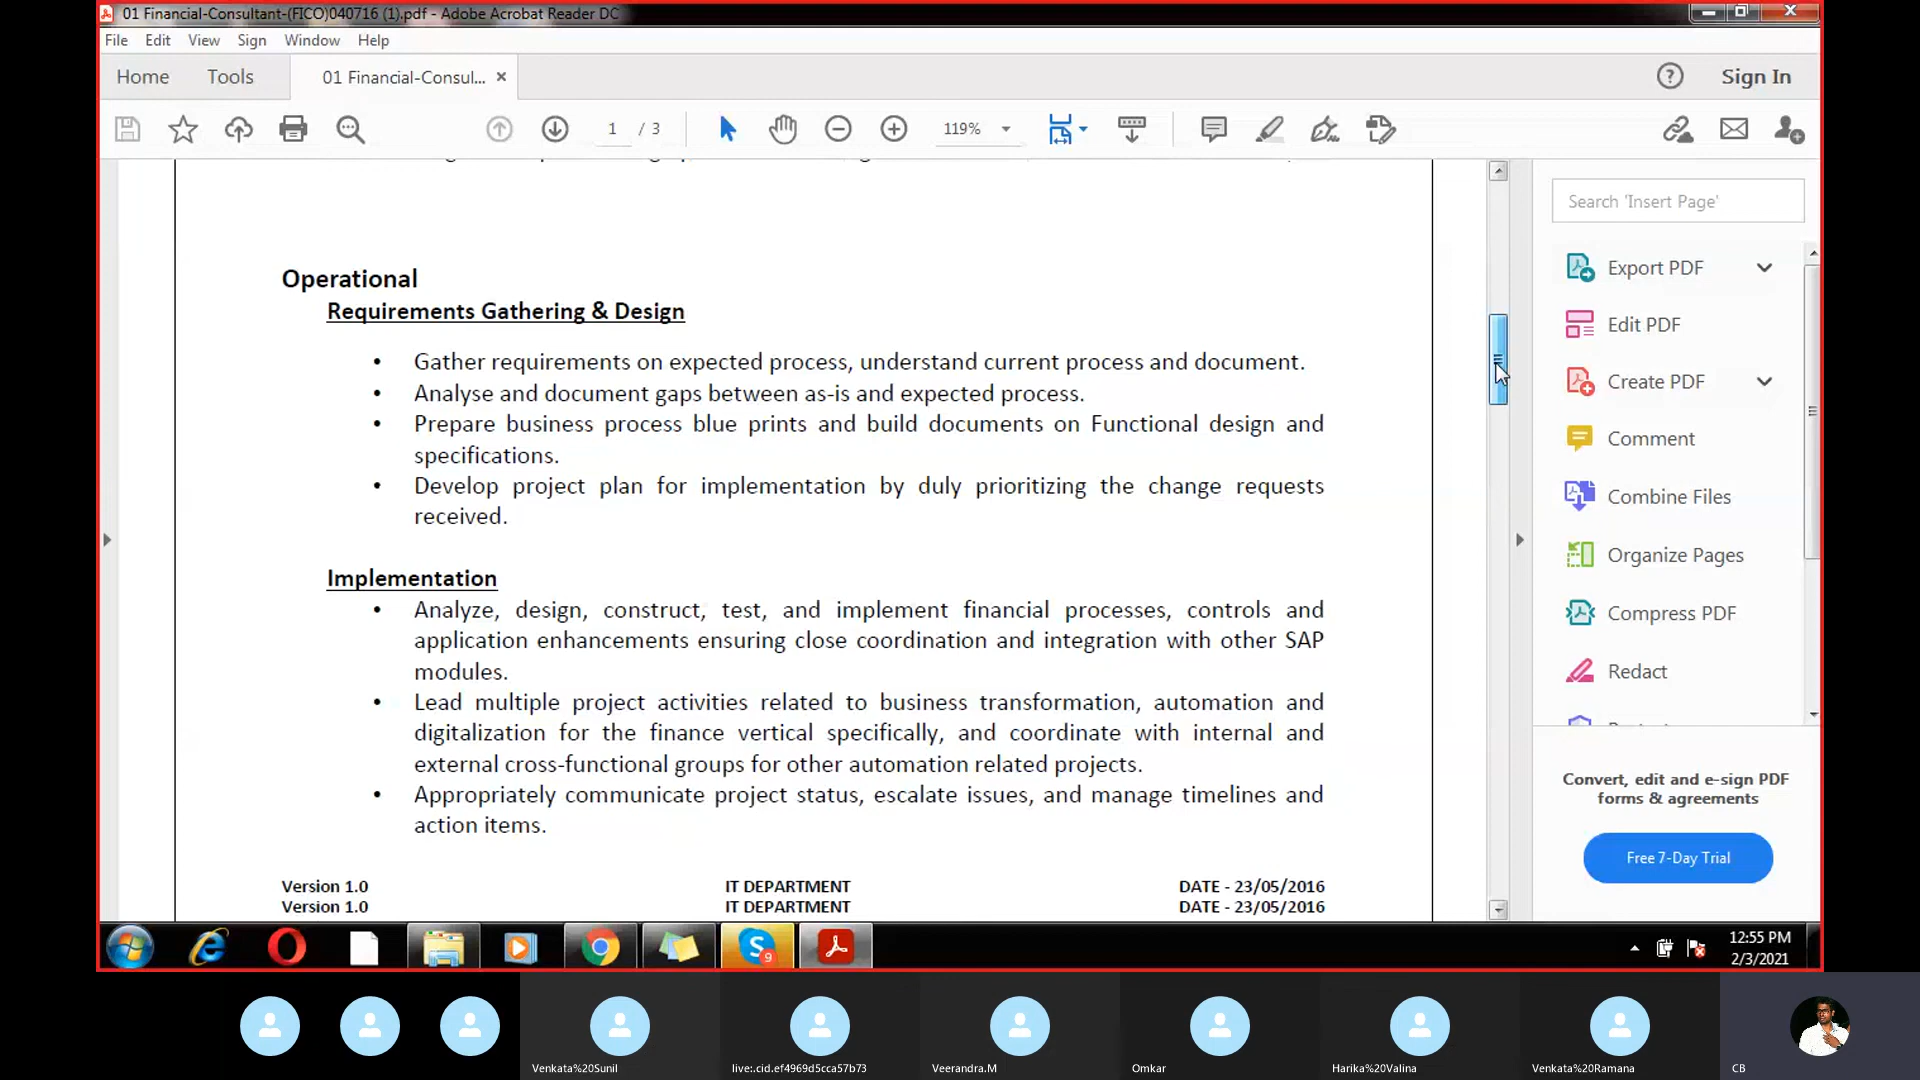 01 Financial-Consultant-(FICO)040716 (1).pdf - Adobe Acrobat Reader DC
File Edit View Sign Window Help
Home Tools 01 Financial-Consul... × Sign In
1 / 3 119%
Search 'Insert Page'
Operational
Requirements Gathering & Design
• Gather requirements on expected process, understand current process and document.
• Analyse and document gaps between as-is and expected process.
• Prepare business process blue prints and build documents on Functional design and
specifications.
• Develop project plan for implementation by duly prioritizing the change requests
received.
Implementation
• Analyze, design, construct, test, and implement financial processes, controls and
application enhancements ensuring close coordination and integration with other SAP
modules.
• Lead multiple project activities related to business transformation, automation and
digitalization for the finance vertical specifically, and coordinate with internal and
external cross-functional groups for other automation related projects.
• Appropriately communicate project status, escalate issues, and manage timelines and
action items.
Version 1.0 IT DEPARTMENT DATE - 23/05/2016
Version 1.0 IT DEPARTMENT DATE - 23/05/2016
Export PDF
Edit PDF
Create PDF
Comment
Combine Files
Organize Pages
Compress PDF
Redact
Convert, edit and e-sign PDF
forms & agreements
Free 7-Day Trial
9
12:55 PM
2/3/2021
Venkata%20Sunil live:.cid.ef4969d5cca57b73 Veerandra.M Omkar Harika%20Valina Venkata%20Ramana CB